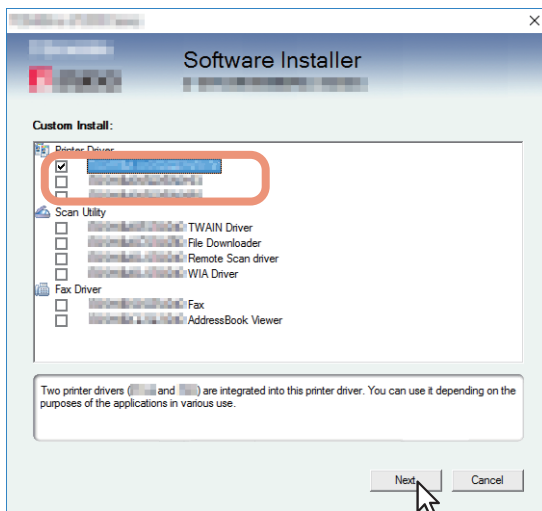 Software Installer
Custom Install:
Printer Driver
Scan Utility
TWAIN Driver
File Downloader
Remote Scan driver
WIA Driver
Fax Driver
Fax
AddressBook Viewer
Two printer drivers ( and ) are integrated into this printer driver. You can use it depending on the
purposes of the applications in various use.
Next
Cancel